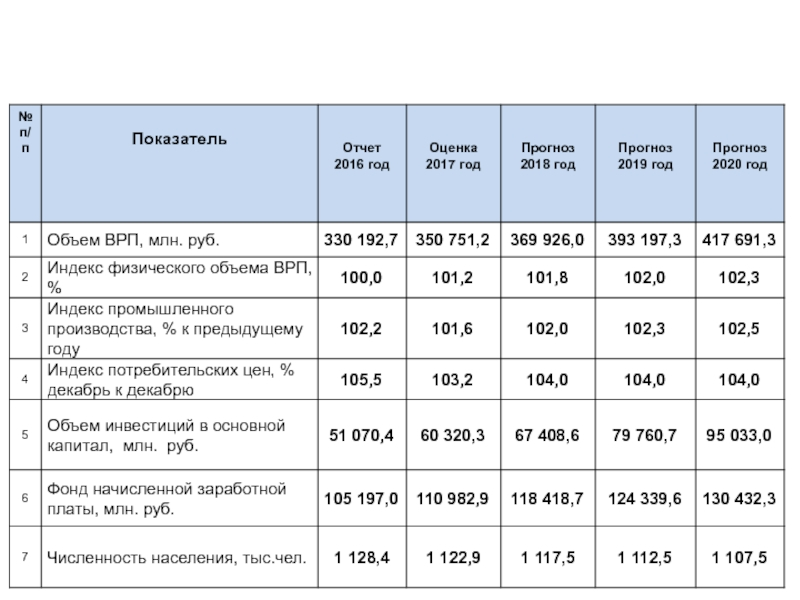 № п/п Показатель Отчет 2016 год Оценка 2017 год Прогноз 2018 год Прогноз 2019 год Прогноз 2020 год
1 Объем ВРП, млн. руб. 330 192,7 350 751,2 369 926,0 393 197,3 417 691,3
2 Индекс физического объема ВРП, % 100,0 101,2 101,8 102,0 102,3
3 Индекс промышленного производства, % к предыдущему году 102,2 101,6 102,0 102,3 102,5
4 Индекс потребительских цен, % декабрь к декабрю 105,5 103,2 104,0 104,0 104,0
5 Объем инвестиций в основной капитал, млн. руб. 51 070,4 60 320,3 67 408,6 79 760,7 95 033,0
6 Фонд начисленной заработной платы, млн. руб. 105 197,0 110 982,9 118 418,7 124 339,6 130 432,3
7 Численность населения, тыс.чел. 1 128,4 1 122,9 1 117,5 1 112,5 1 107,5